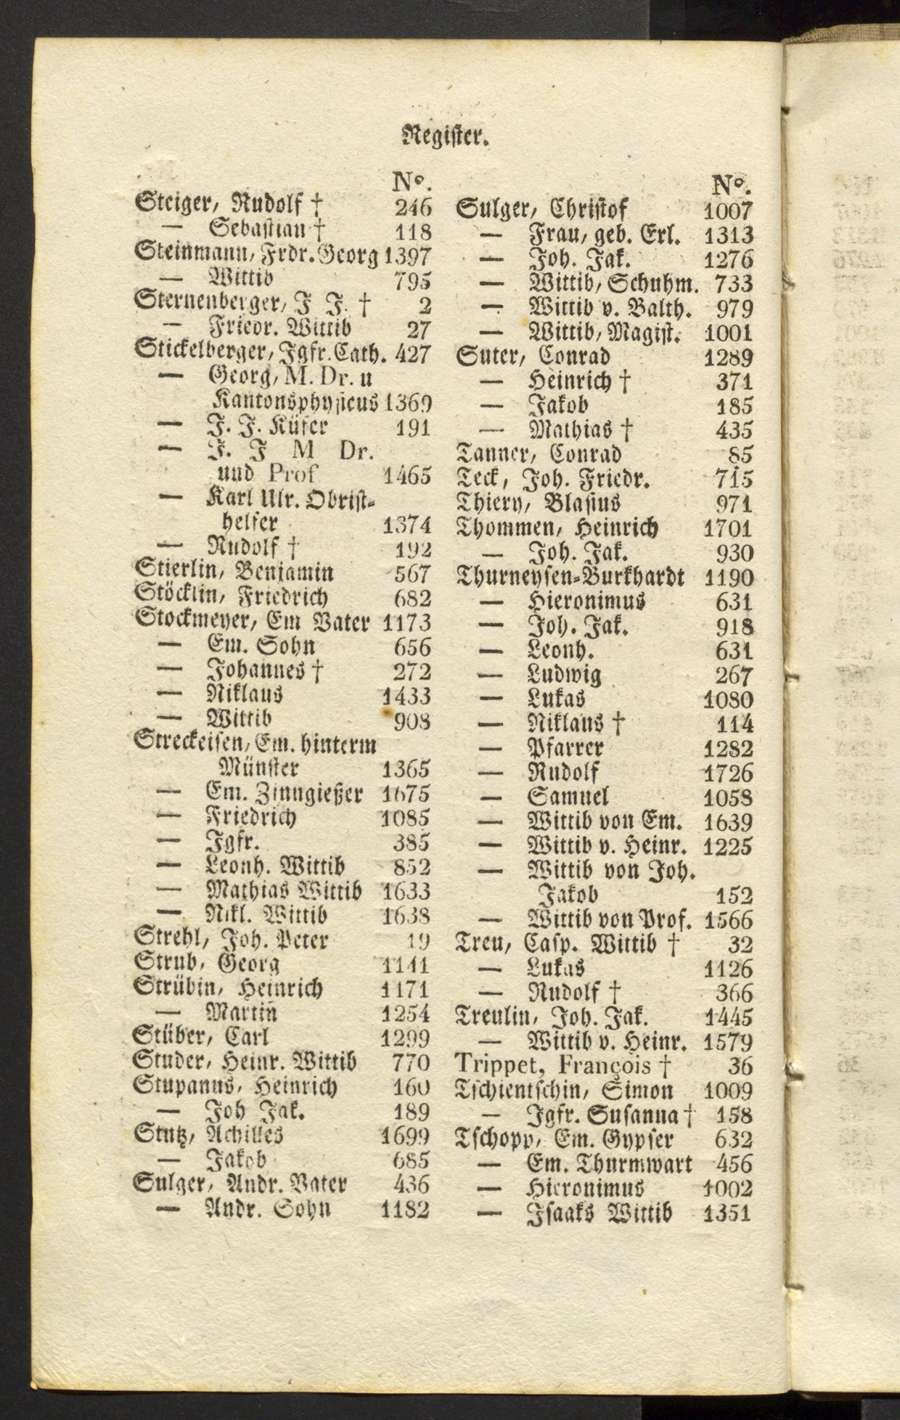 Register.
Nº.
Steiger, Rudolf † 246
— Sebastian † 118
Steinmann, Frdr. Georg 1397
— Wittib 795
Sternenberger, J J. † 2
— Frieor. Wittib 27
Stickelberger, Jgfr. Cath. 427
— Georg, M. Dr. u
Kantonsphysicus 1369
— J. J. Küfer 191
— J. J M Dr.
und Prof 1465
— Karl Ulr. Obrist-
helfer 1374
— Rudolf † 192
Stierlin, Benjamin 567
Stöcklin, Friedrich 682
Stockmeyer, Em Vater 1173
— Em. Sohn 656
— Johannes † 272
— Niklaus 1433
— Wittib 908
Streckeisen, Em. hinterm
Münster 1365
— Em. Zinngießer 1675
— Friedrich 1085
— Jgfr. 385
— Leonh. Wittib 852
— Mathias Wittib 1633
— Nikl. Wittib 1638
Strehl, Joh. Peter 19
Strub, Georg 1141
Strübin, Heinrich 1171
— Martin 1254
Stüber, Carl 1299
Studer, Heinr. Wittib 770
Stupanns, Heinrich 160
— Joh Jak. 189
Stutz, Achilles 1699
— Jakob 685
Sulger, Andr. Vater 436
— Andr. Sohn 1182
Nº.
Sulger, Christof 1007
— Frau, geb. Erl. 1313
— Joh. Jak. 1276
— Wittib, Schuhm. 733
— Wittib v. Balth. 979
— Wittib, Magist. 1001
Suter, Conrad 1289
— Heinrich † 371
— Jakob 185
— Mathias † 435
Tanner, Conrad 85
Teck, Joh. Friedr. 715
Thiery, Blasius 971
Thommen, Heinrich 1701
— Joh. Jak. 930
Thurneysen-Burkhardt 1190
— Hieronimus 631
— Joh. Jak. 918
— Leonh. 631
— Ludwig 267
— Lukas 1080
— Niklaus † 114
— Pfarrer 1282
— Rudolf 1726
— Samuel 1058
— Wittib von Em. 1639
— Wittib v. Heinr. 1225
— Wittib von Joh.
Jakob 152
— Wittib von Prof. 1566
Treu, Casp. Wittib † 32
— Lukas 1126
— Rudolf † 366
Treulin, Joh. Jak. 1445
— Wittib v. Heinr. 1579
Trippet, François † 36
Tschientschin, Simon 1009
— Jgfr. Susanna † 158
Tschopp, Em. Gypser 632
— Em. Thurmwart 456
— Hieronimus 1002
— Isaaks Wittib 1351